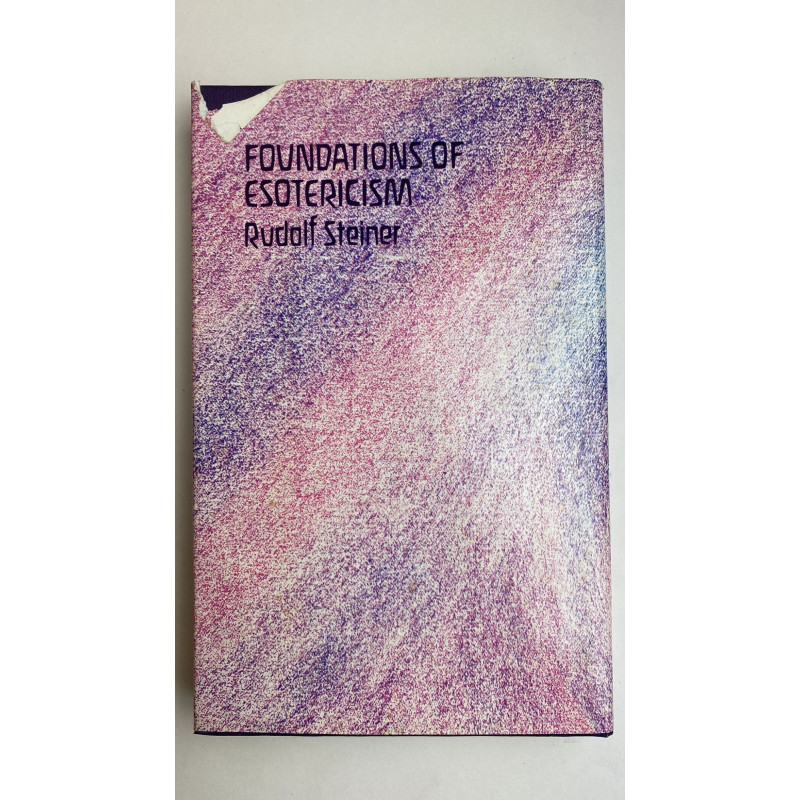 FOUNDATIONS OF
ESOTERICISM
Rudolf Steiner